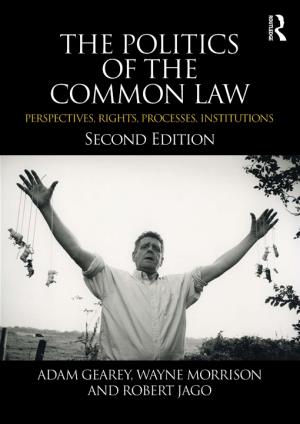 R
ROUTLEDGE
THE POLITICS
OF THE
COMMON LAW
PERSPECTIVES, RIGHTS, PROCESSES, INSTITUTIONS
SECOND EDITION
ADAM GEAREY, WAYNE MORRISON
AND ROBERT JAGO